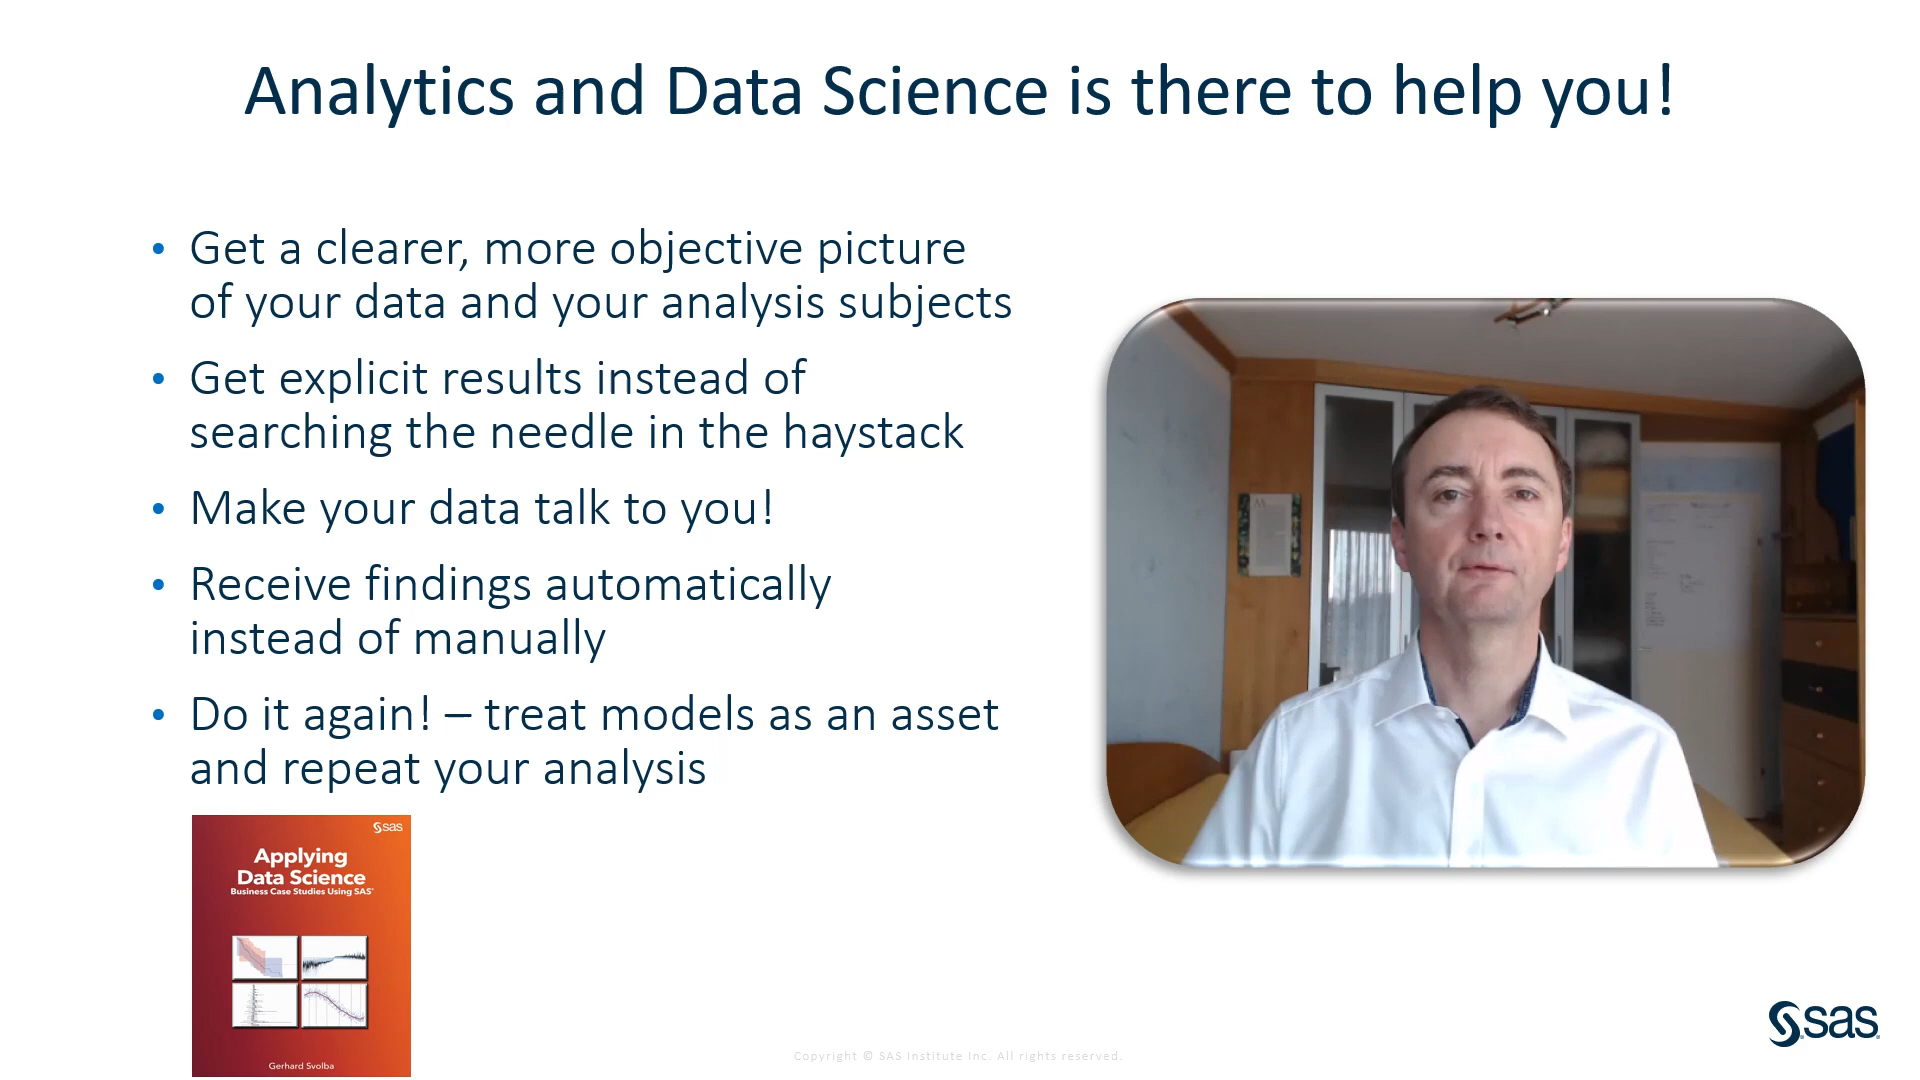 Analytics and Data Science is there to help you!
• Get a clearer, more objective picture
of your data and your analysis subjects
• Get explicit results instead of
searching the needle in the haystack
• Make your data talk to you!
• Receive findings automatically
instead of manually
• Do it again! – treat models as an asset
and repeat your analysis
sas
Applying
Data Science
Business Case Studies Using SAS®
Gerhard Svolba
Copyright © SAS Institute Inc. All rights reserved.
sas